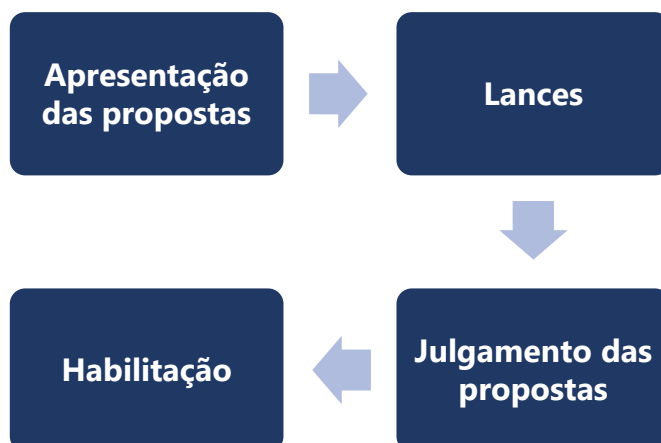 Apresentação
das propostas
Lances
Julgamento das
propostas
Habilitação